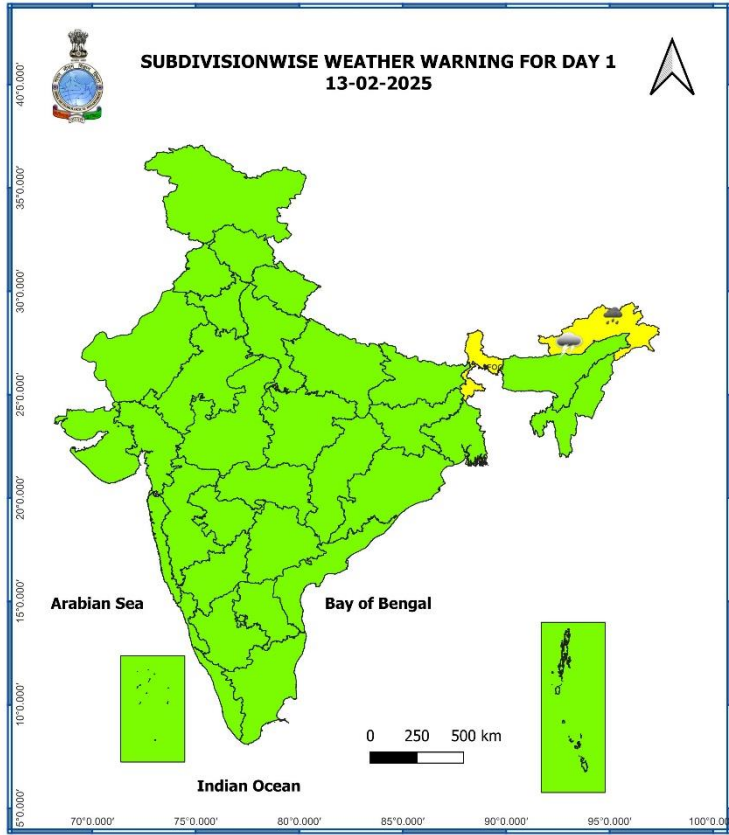 SUBDIVISIONWISE WEATHER WARNING FOR DAY 1
13-02-2025
40°0.000'
35°0.000'
30°0.000'
25°0.000'
20°0.000'
15°0.000'
10°0.000'
5°0.000'
FOG
Arabian Sea
Bay of Bengal
0 250 500 km
Indian Ocean
70°0.000' 75°0.000' 80°0.000' 85°0.000' 90°0.000' 95°0.000' 100°0.00